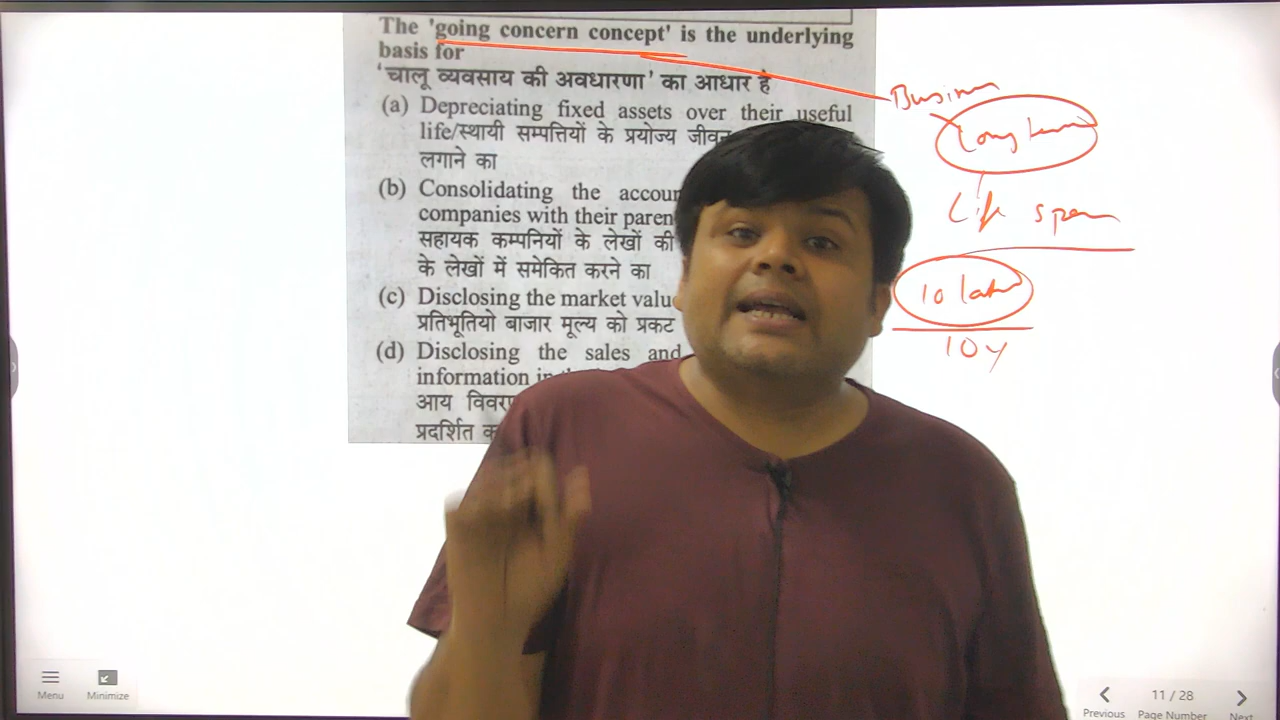 The 'going concern concept' is the underlying
basis for
'चालू व्यवसाय की अवधारणा' का आधार है
(a) Depreciating fixed assets over their useful
life/स्थायी सम्पत्तियों के प्रयोज्य जीवन
लगाने का
(b) Consolidating the accou
companies with their paren
सहायक कम्पनियों के लेखों की
के लेखों में समेकित करने का
(c) Disclosing the market valu
प्रतिभूतियो बाजार मूल्य को प्रकट
(d) Disclosing the sales and
information in
आय विवर
प्रदर्शित क
Business
Long term
Life span
10 lakh
10 y
Menu
Minimize
Previous
11 / 28
Page Number
Next